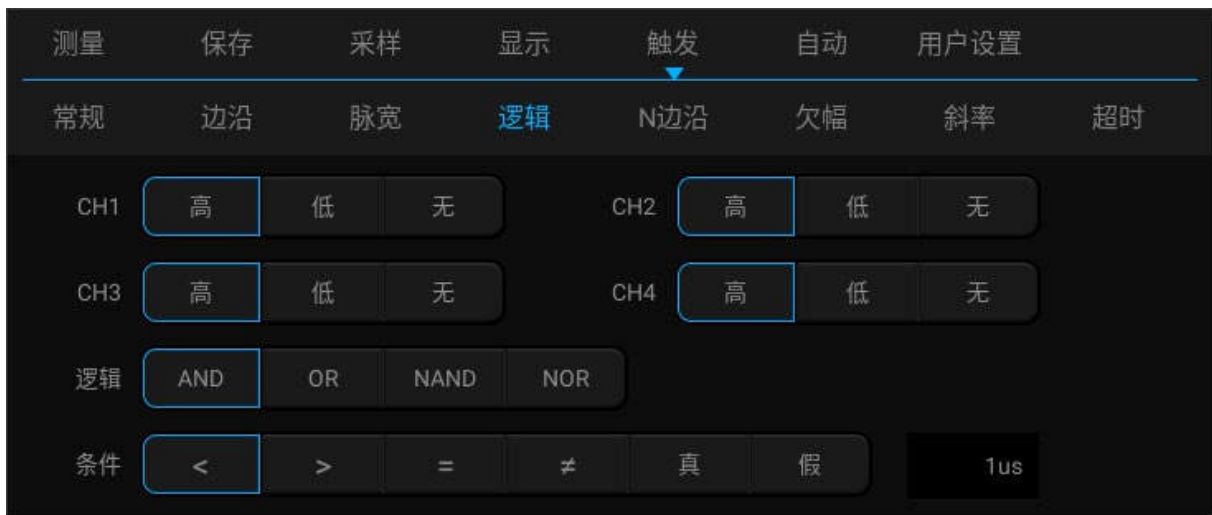 测量 保存 采样 显示 触发 自动 用户设置
常规 边沿 脉宽 逻辑 N边沿 欠幅 斜率 超时
CH1 高 低 无 CH2 高 低 无
CH3 高 低 无 CH4 高 低 无
逻辑 AND OR NAND NOR
条件 < > = ≠ 真 假 1us